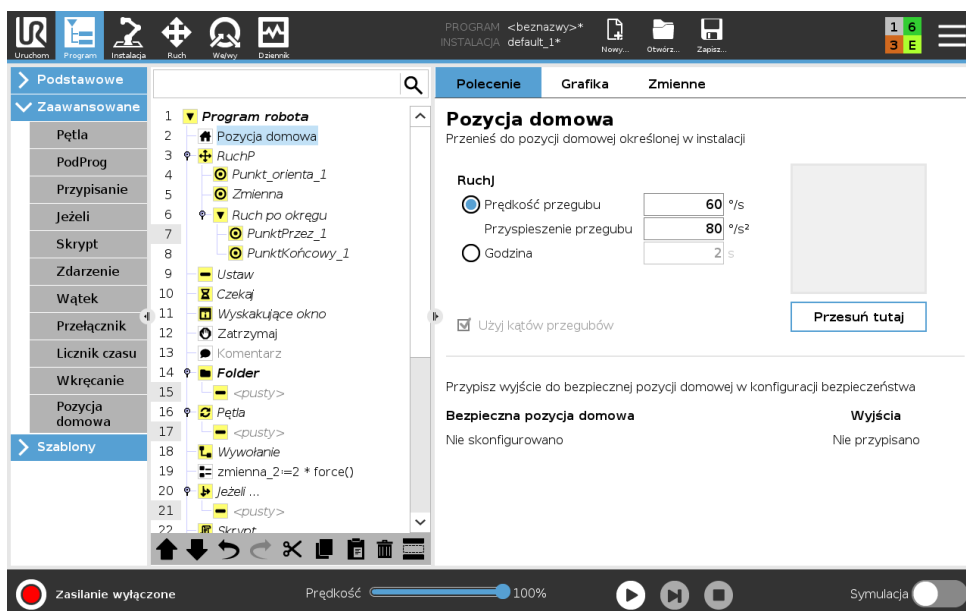 PROGRAM <beznazwy>*
INSTALACJA default_1*
Uruchom Program Instalacja Ruch We/wy Dziennik
Nowy... Otwórz... Zapisz...
1 6
3 E
Podstawowe
Zaawansowane
Pętla
PodProg
Przypisanie
Jeżeli
Skrypt
Zdarzenie
Wątek
Przełącznik
Licznik czasu
Wkręcanie
Pozycja
domowa
Szablony
1 Program robota
2 Pozycja domowa
3 RuchP
4 Punkt_orienta_1
5 Zmienna
6 Ruch po okręgu
7 PunktPrzez_1
8 PunktKońcowy_1
9 Ustaw
10 Czekaj
11 Wyskakujące okno
12 Zatrzymaj
13 Komentarz
14 Folder
15 <pusty>
16 Pętla
17 <pusty>
18 Wywołanie
19 zmienna_2≔2 * force()
20 Jeżeli ...
21 <pusty>
22 Skrypt
Polecenie Grafika Zmienne
Pozycja domowa
Przenieś do pozycji domowej określonej w instalacji
RuchJ
Prędkość przegubu 60 °/s
Przyspieszenie przegubu 80 °/s²
Godzina 2 s
Użyj kątów przegubów
Przesuń tutaj
Przypisz wyjście do bezpiecznej pozycji domowej w konfiguracji bezpieczeństwa
Bezpieczna pozycja domowa Wyjścia
Nie skonfigurowano Nie przypisano
Zasilanie wyłączone
Prędkość 100%
Symulacja